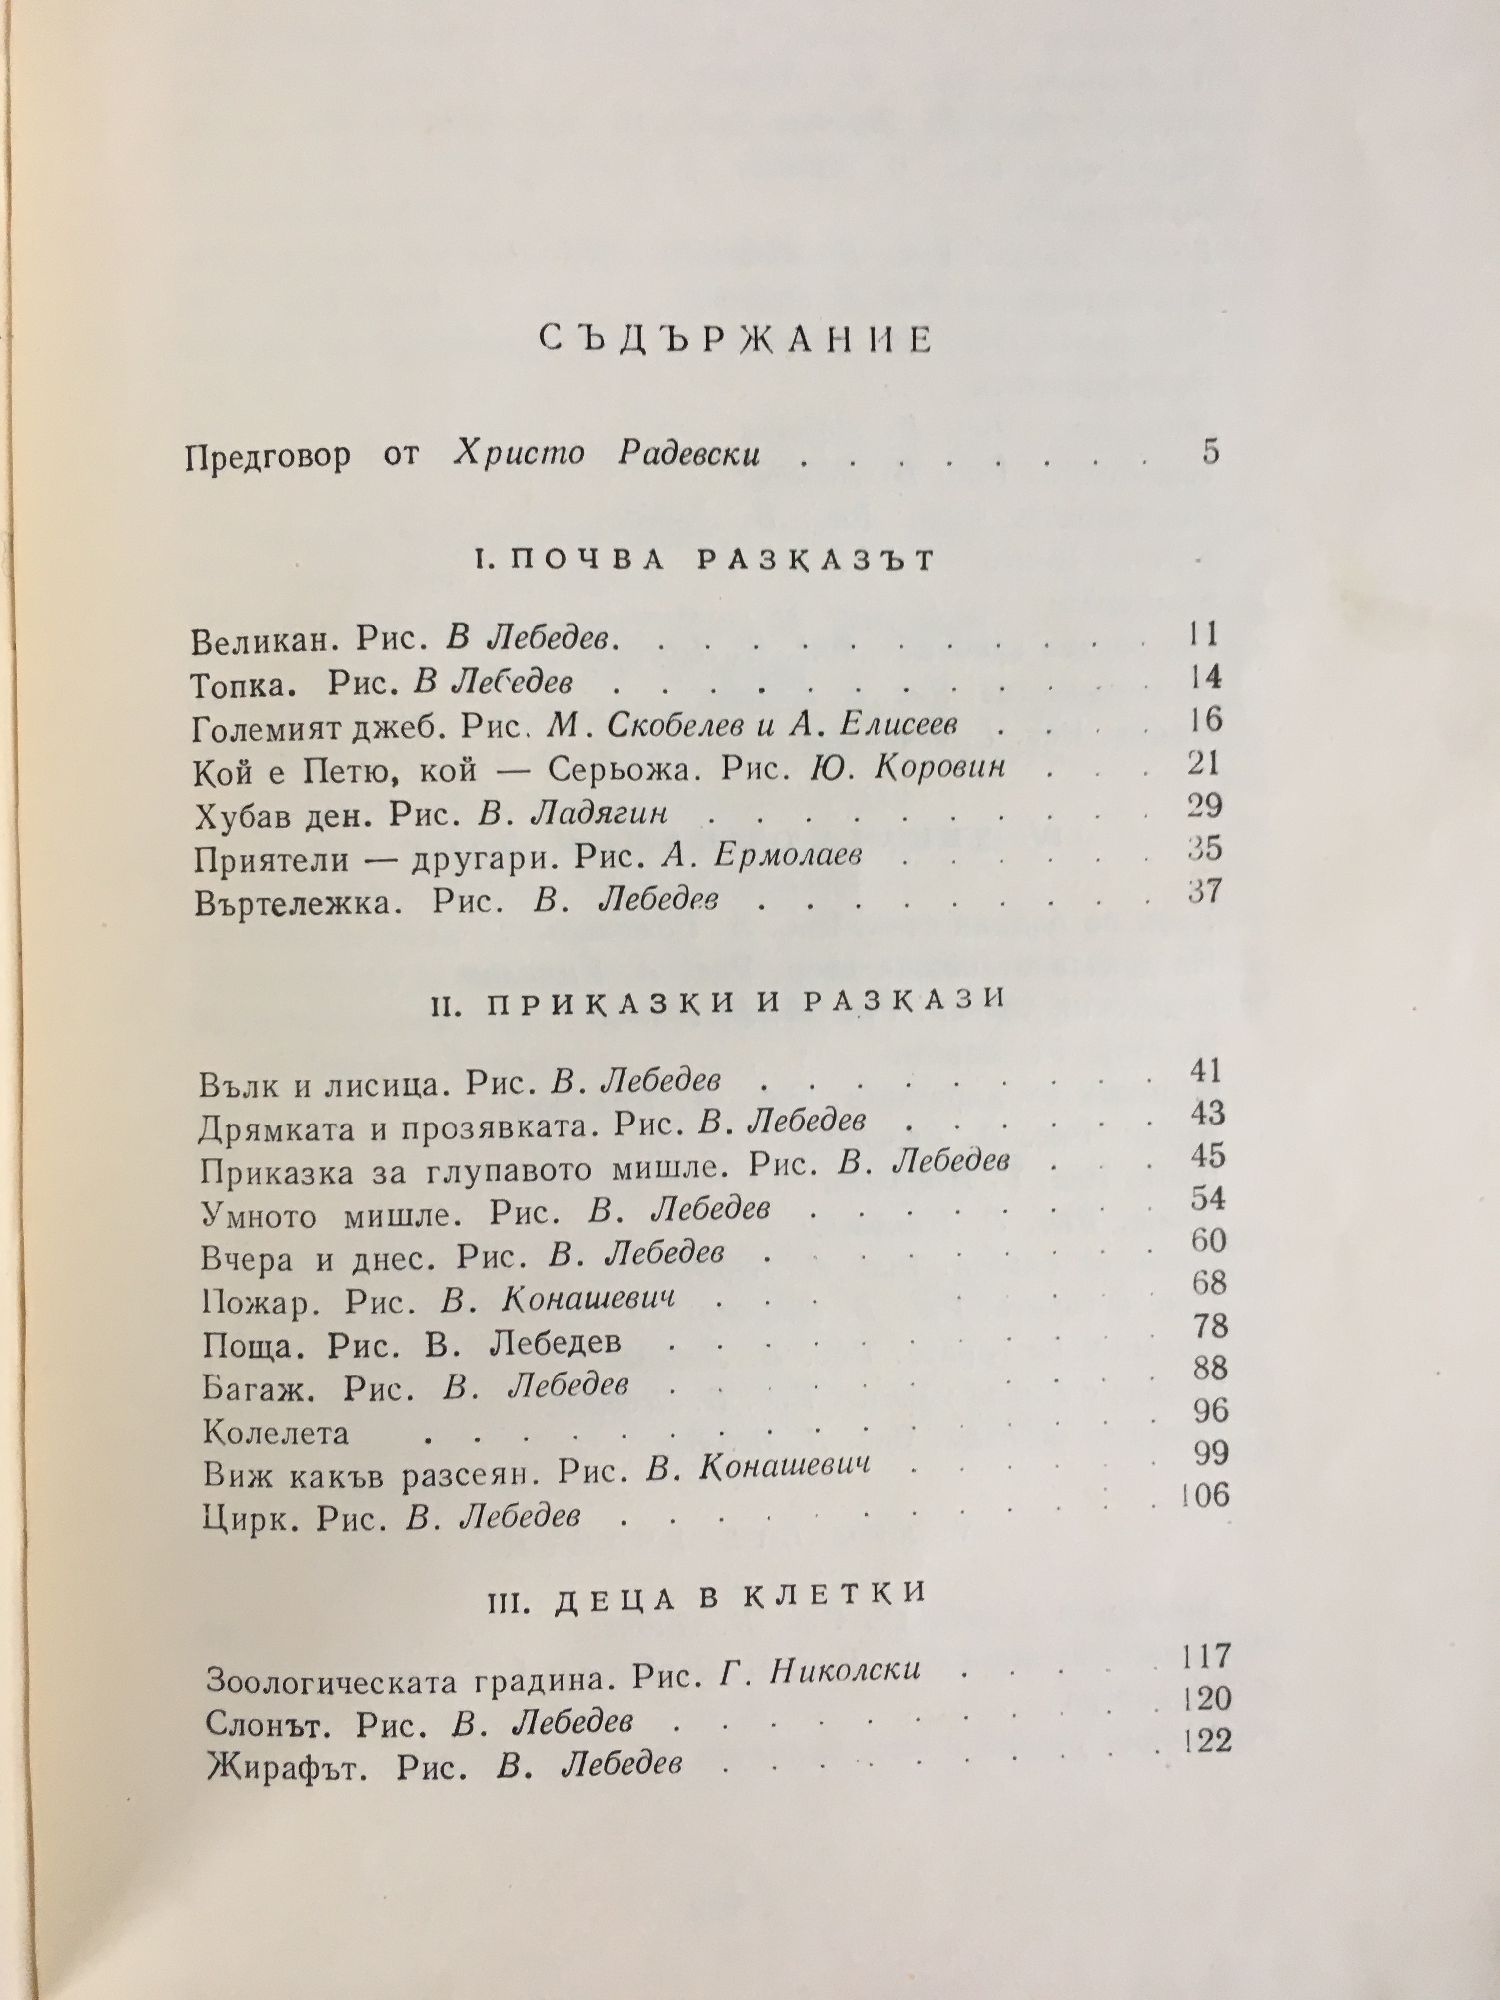 СЪДЪРЖАНИЕ
Предговор от Христо Радевски . . . . . . . . 5
I. ПОЧВА РАЗКАЗЪТ
Великан. Рис. В Лебедев. . . . . . . . . . . . 11
Топка. Рис. В Лебедев . . . . . . . . . . . . 14
Големият джеб. Рис. М. Скобелев и А. Елисеев . . . . 16
Кой е Петю, кой — Серьожа. Рис. Ю. Коровин . . . 21
Хубав ден. Рис. В. Ладягин . . . . . . . . . . 29
Приятели — другари. Рис. А. Ермолаев . . . . . . 35
Въртележка. Рис. В. Лебедев . . . . . . . . . 37
II. ПРИКАЗКИ И РАЗКАЗИ
Вълк и лисица. Рис. В. Лебедев . . . . . . . . . 41
Дрямката и прозявката. Рис. В. Лебедев . . . . . . 43
Приказка за глупавото мишле. Рис. В. Лебедев . . . 45
Умното мишле. Рис. В. Лебедев . . . . . . . . 54
Вчера и днес. Рис. В. Лебедев . . . . . . . . . 60
Пожар. Рис. В. Конашевич . . . . . . . . 68
Поща. Рис. В. Лебедев . . . . . . . . . . . 78
Багаж. Рис. В. Лебедев . . . . . . . . . . 88
Колелета . . . . . . . . . . . . . . . . 96
Виж какъв разсеян. Рис. В. Конашевич . . . . . . 99
Цирк. Рис. В. Лебедев . . . . . . . . . . . . 106
III. ДЕЦА В КЛЕТКИ
Зоологическата градина. Рис. Г. Николски . . . . . 117
Слонът. Рис. В. Лебедев . . . . . . . . . . . 120
Жирафът. Рис. В. Лебедев . . . . . . . . . . 122